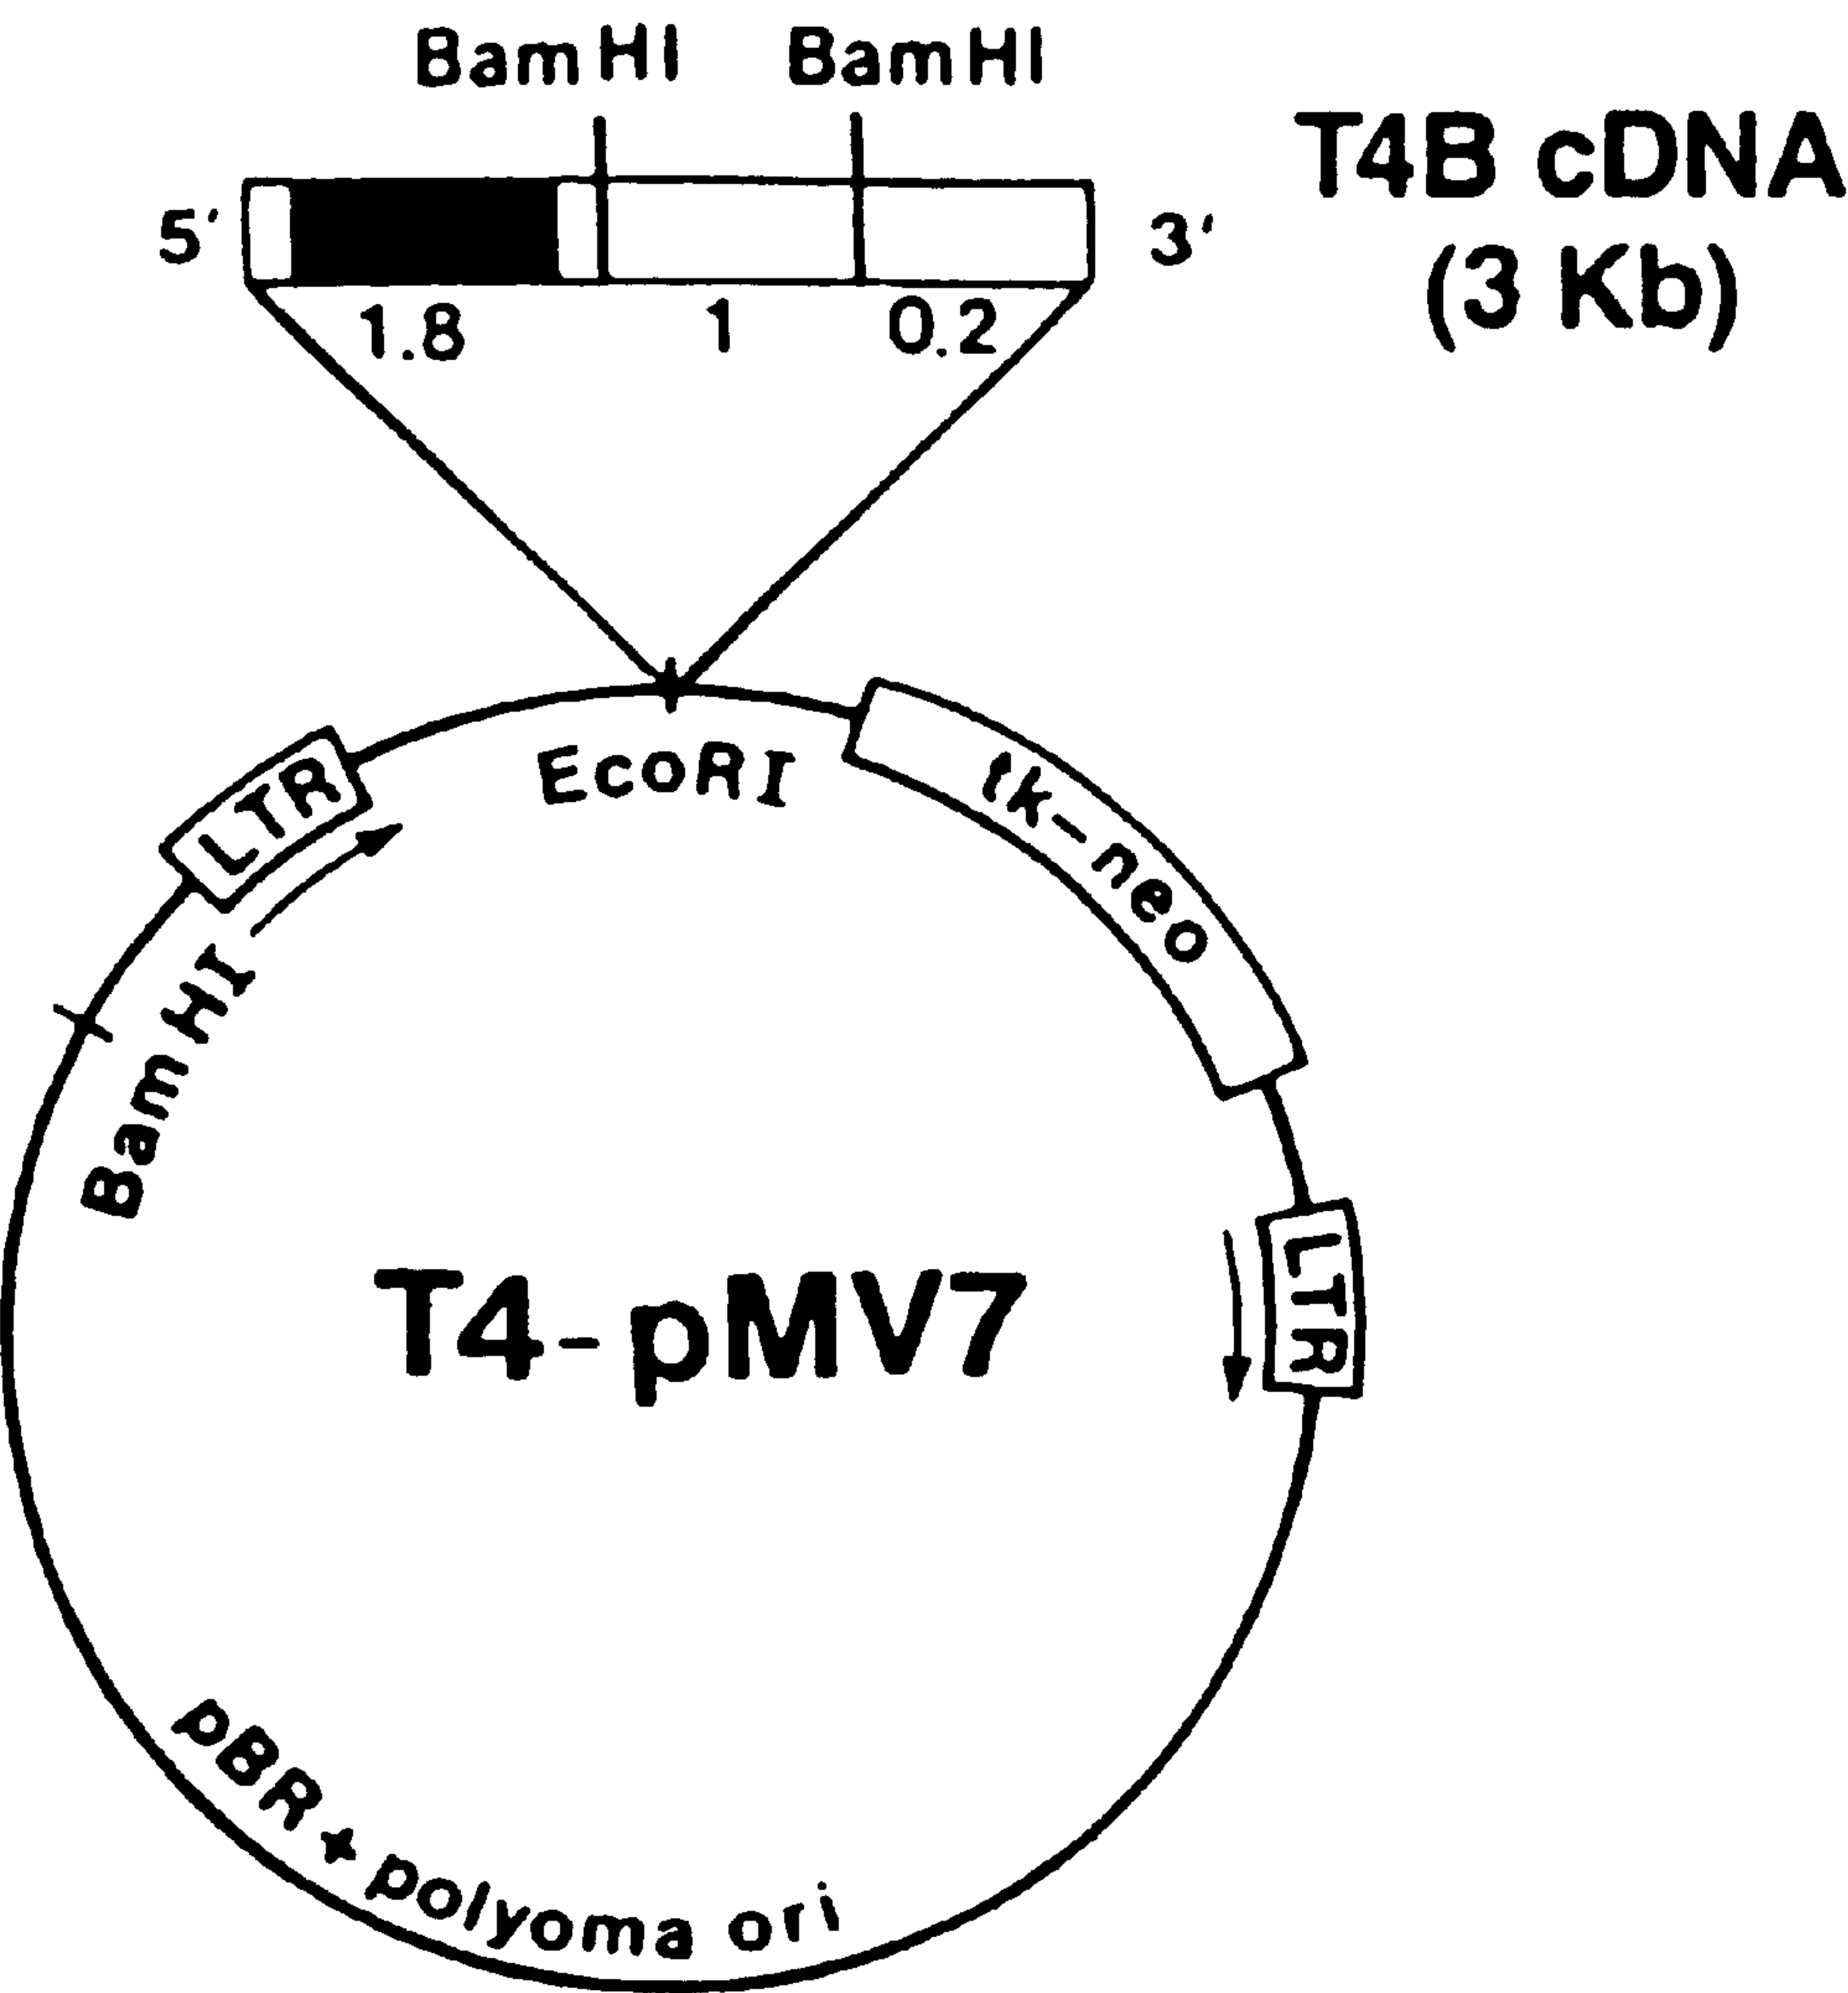 BamHI BamHI
T4B cDNA
(3 Kb)
5' 3'
1.8 1 0.2
EcoRI
LTR
tk-neo
BamHI
LTR
T4-pMV7
pBR + polyoma ori